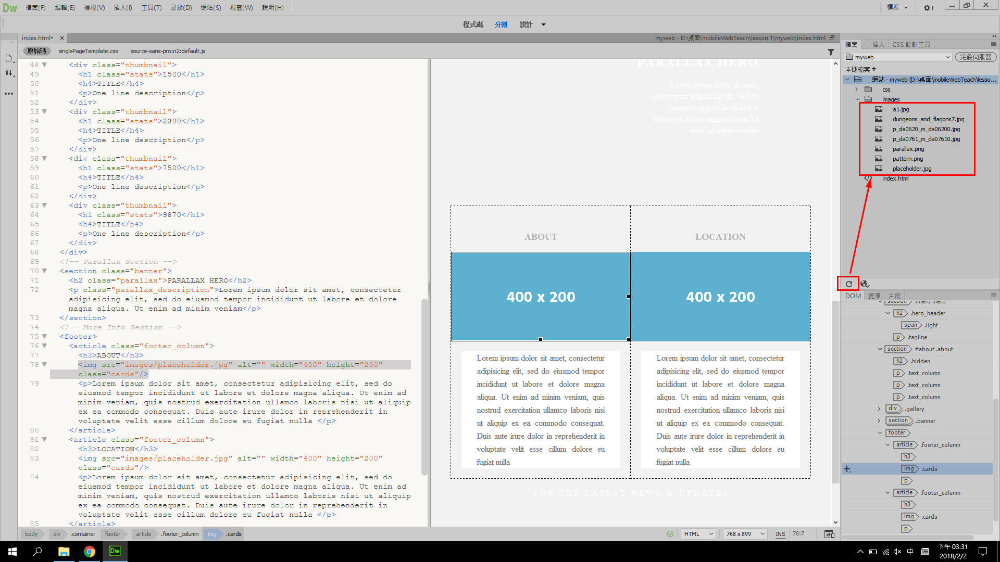 Dw 檔案(F) 編輯(E) 檢視(V) 插入(I) 工具(T) 尋找(D) 網站(S) 視窗(W) 說明(H) 標準
程式碼 分割 設計
index.html* × myweb - D:\桌面\mobileWebTeach\lesson 1\myweb\index.html
原始碼 singlePageTemplate.css source-sans-pro:n2:default.js
48 <div class="thumbnail">
49 <h1 class="stats">1500</h1>
50 <h4>TITLE</h4>
51 <p>One line description</p>
52 </div>
53 <div class="thumbnail">
54 <h1 class="stats">2300</h1>
55 <h4>TITLE</h4>
56 <p>One line description</p>
57 </div>
58 <div class="thumbnail">
59 <h1 class="stats">7500</h1>
60 <h4>TITLE</h4>
61 <p>One line description</p>
62 </div>
63 <div class="thumbnail">
64 <h1 class="stats">9870</h1>
65 <h4>TITLE</h4>
66 <p>One line description</p>
67 </div>
68 </div>
69 <!-- Parallax Section -->
70 <section class="banner">
71 <h2 class="parallax">PARALLAX HERO</h2>
72 <p class="parallax_description">Lorem ipsum dolor sit amet, consectetur
adipisicing elit, sed do eiusmod tempor incididunt ut labore et dolore
magna aliqua. Ut enim ad minim veniam</p>
73 </section>
74 <!-- More Info Section -->
75 <footer>
76 <article class="footer_column">
77 <h3>ABOUT</h3>
78 <img src="images/placeholder.jpg" alt="" width="400" height="200"
class="cards"/>
79 <p>Lorem ipsum dolor sit amet, consectetur adipisicing elit, sed do
eiusmod tempor incididunt ut labore et dolore magna aliqua. Ut enim ad
minim veniam, quis nostrud exercitation ullamco laboris nisi ut aliquip
ex ea commodo consequat. Duis aute irure dolor in reprehenderit in
voluptate velit esse cillum dolore eu fugiat nulla </p>
80 </article>
81 <article class="footer_column">
82 <h3>LOCATION</h3>
83 <img src="images/placeholder.jpg" alt="" width="400" height="200"
class="cards"/>
84 <p>Lorem ipsum dolor sit amet, consectetur adipisicing elit, sed do
eiusmod tempor incididunt ut labore et dolore magna aliqua. Ut enim ad
minim veniam, quis nostrud exercitation ullamco laboris nisi ut aliquip
ex ea commodo consequat. Duis aute irure dolor in reprehenderit in
voluptate velit esse cillum dolore eu fugiat nulla </p>
85 </article>
PARALLAX HERO
Lorem ipsum dolor sit amet,
consectetur adipisicing elit, sed do
eiusmod tempor incididunt ut
labore et dolore magna aliqua. Ut
enim ad minim veniam
ABOUT
400 x 200
Lorem ipsum dolor sit amet, consectetur
adipisicing elit, sed do eiusmod tempor
incididunt ut labore et dolore magna
aliqua. Ut enim ad minim veniam, quis
nostrud exercitation ullamco laboris nisi
ut aliquip ex ea commodo consequat.
Duis aute irure dolor in reprehenderit in
voluptate velit esse cillum dolore eu
fugiat nulla
LOCATION
400 x 200
Lorem ipsum dolor sit amet, consectetur
adipisicing elit, sed do eiusmod tempor
incididunt ut labore et dolore magna
aliqua. Ut enim ad minim veniam, quis
nostrud exercitation ullamco laboris nisi
ut aliquip ex ea commodo consequat.
Duis aute irure dolor in reprehenderit in
voluptate velit esse cillum dolore eu
fugiat nulla
FOR THE LATEST NEWS & UPDATES
檔案 插入 CSS 設計工具
myweb 定義伺服器
本機檔案
網站 - myweb (D:\桌面\mobileWebTeach\lesso...
css
images
a1.jpg
dungeons_and_flagons7.jpg
p_da0620_m_da06200.jpg
p_da0761_m_da07610.jpg
parallax.png
pattern.png
placeholder.jpg
index.html
DOM 資源 片段
section #hero .hero
h2 .hero_header
span .light
p .tagline
section #about .about
h2 .hidden
p .text_column
p .text_column
p .text_column
div .gallery
section .banner
footer
article .footer_column
h3
img .cards
p
article .footer_column
h3
img .cards
p
body div .container footer article .footer_column img .cards HTML 768 x 899 INS 78:7
Dw 中 下午 03:31
2018/2/2